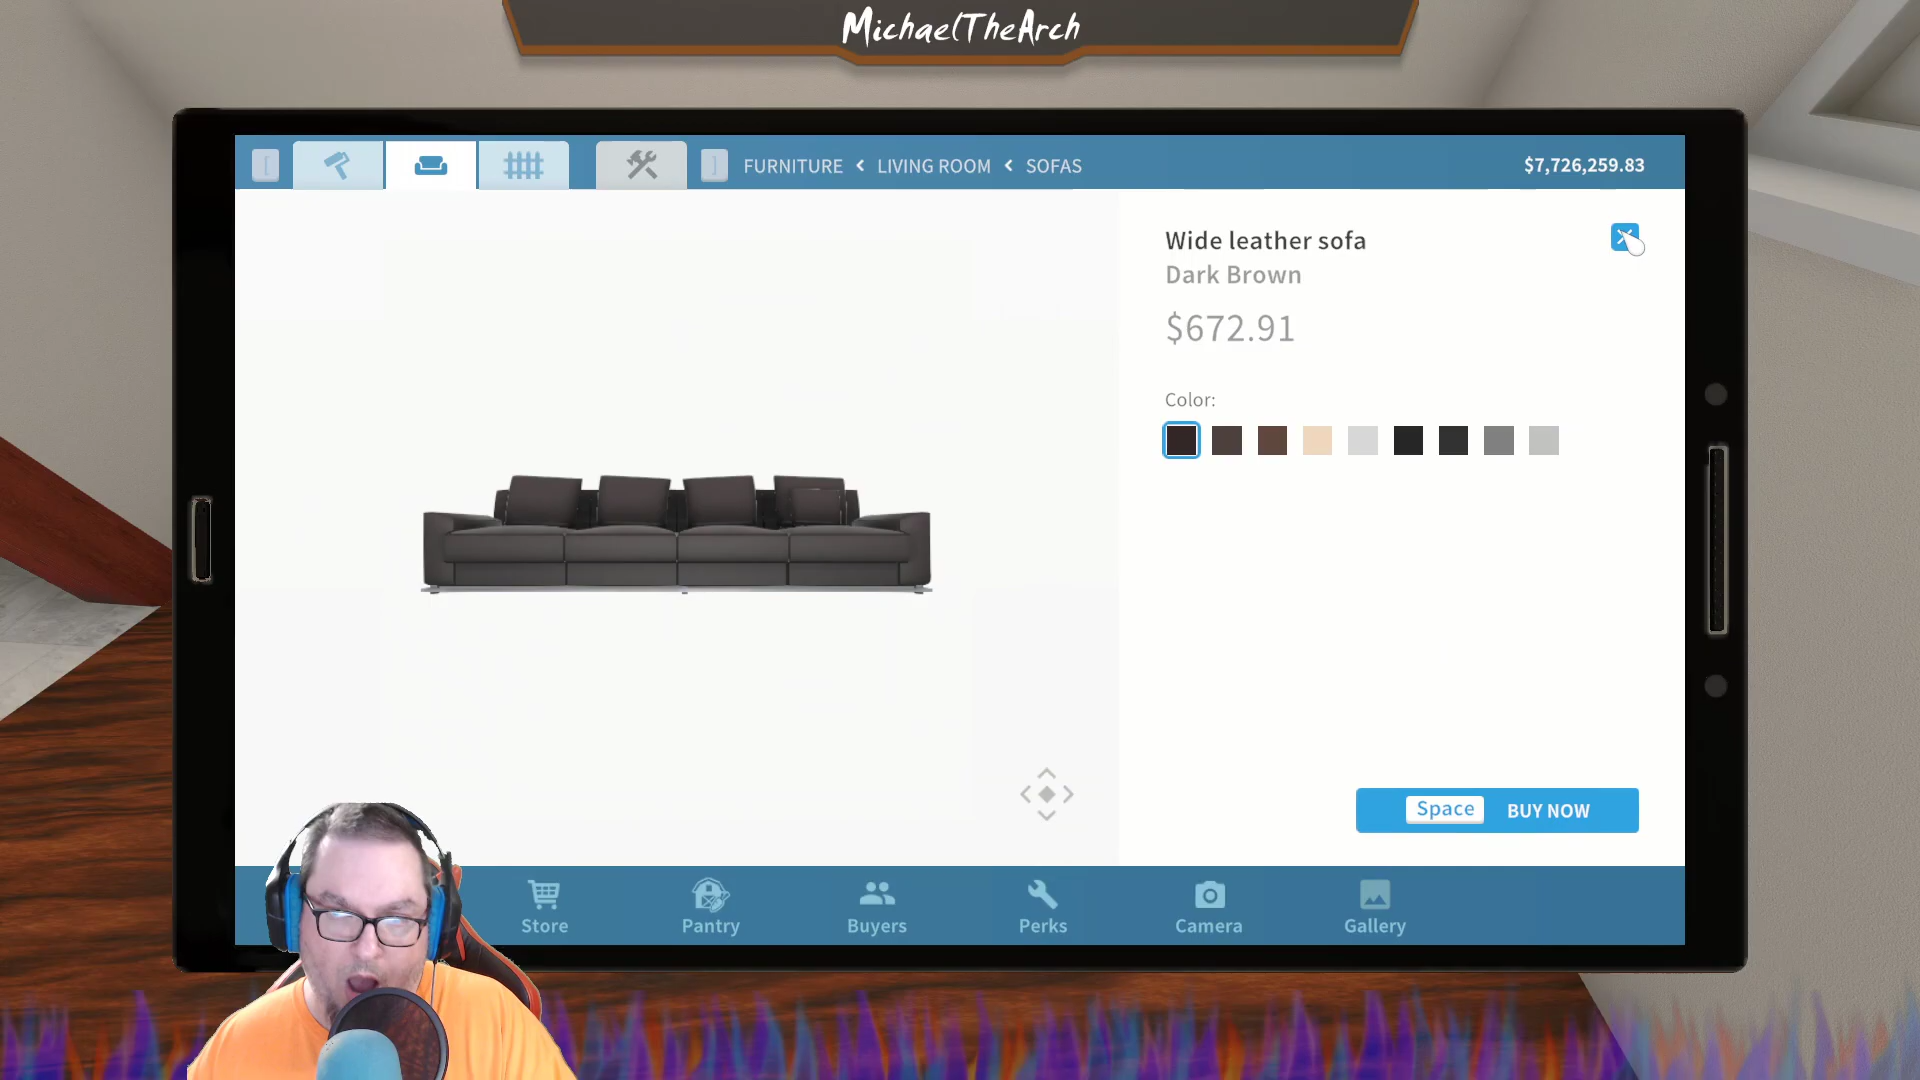 MichaelTheArch
[ ] FURNITURE < LIVING ROOM < SOFAS $7,726,259.83
Wide leather sofa
Dark Brown
$672.91
Color:
Space BUY NOW
Store Pantry Buyers Perks Camera Gallery